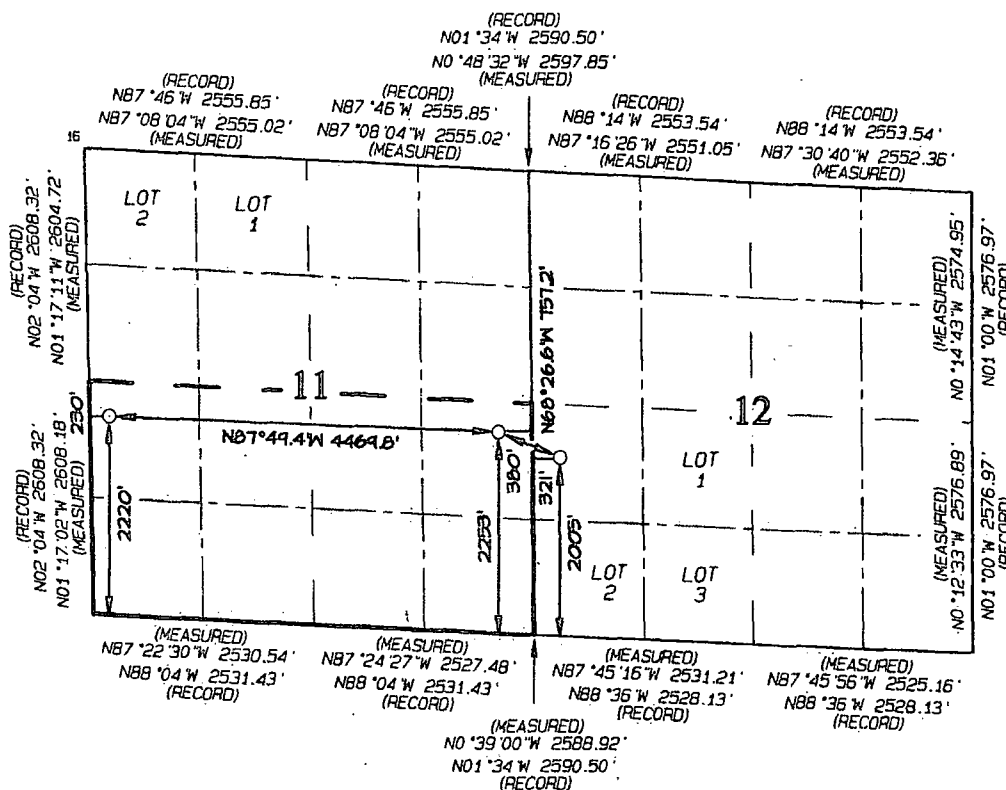 (RECORD)
N01 °34 'W 2590.50 '
N0 °48 '32 "W 2597.85 '
(MEASURED)
(RECORD)
N87 °46 'W 2555.85 '
N87 °08 '04 "W 2555.02 '
(MEASURED)
(RECORD)
N87 °46 'W 2555.85 '
N87 °08 '04 "W 2555.02 '
(MEASURED)
(RECORD)
N88 °14 'W 2553.54 '
N87 °16 '26 "W 2551.05 '
(MEASURED)
(RECORD)
N88 °14 'W 2553.54 '
N87 °30 '40 "W 2552.36 '
(MEASURED)
16
LOT
2
LOT
1
(RECORD)
N02 °04 'W 2608.32 '
N01 °17 '11 "W 2604.72 '
(MEASURED)
N68°26.6'W 757.2'
(MEASURED)
N0 °14 '43 "W 2574.95 '
N01 °00 'W 2576.97 '
(RECORD)
11
12
230'
N87°49.4'W 4469.8'
380'
321'
LOT
1
(RECORD)
N02 °04 'W 2608.32 '
N01 °17 '02 "W 2608.18 '
(MEASURED)
2220'
2253'
2005'
LOT
2
LOT
3
(MEASURED)
N0 °12 '33 "W 2576.89 '
N01 °00 'W 2576.97 '
(RECORD)
(MEASURED)
N87 °22 '30 "W 2530.54 '
N88 °04 'W 2531.43 '
(RECORD)
(MEASURED)
N87 °24 '27 "W 2527.48 '
N88 °04 'W 2531.43 '
(RECORD)
(MEASURED)
N87 °45 '16 "W 2531.21 '
N88 °36 'W 2528.13 '
(RECORD)
(MEASURED)
N87 °45 '56 "W 2525.16 '
N88 °36 'W 2528.13 '
(RECORD)
(MEASURED)
N0 °39 '00 "W 2588.92 '
N01 °34 'W 2590.50 '
(RECORD)